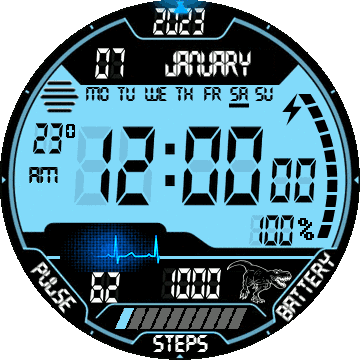 2023
07 JANUARY
MO TU WE TH FR SA SU
23°
AM 12:00 00
100 %
PULSE 62 1000 BATTERY
STEPS